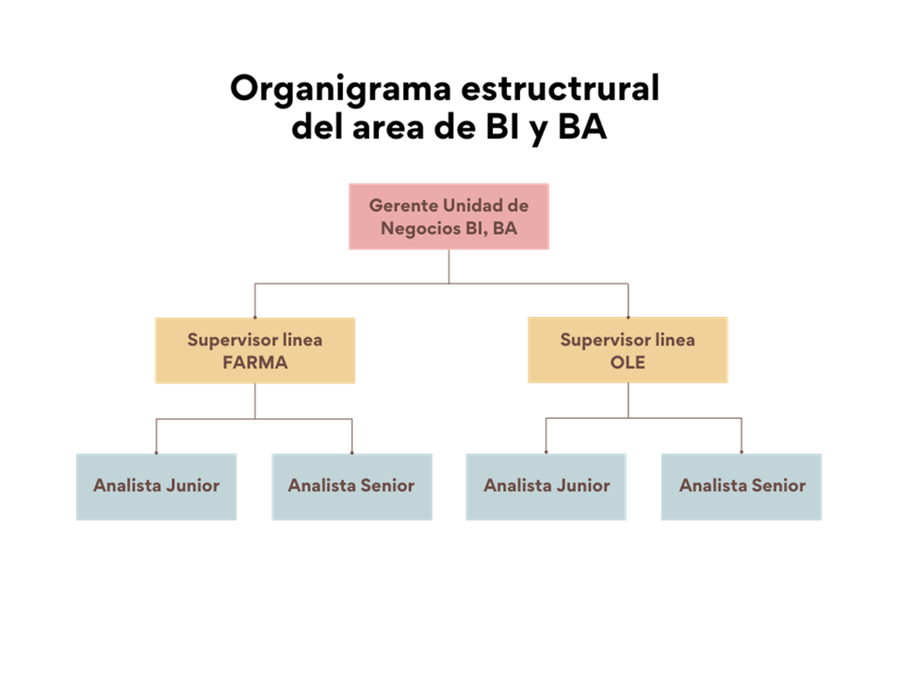 Organigrama estructrural
del area de BI y BA
Gerente Unidad de
Negocios BI, BA
Supervisor linea
FARMA
Supervisor linea
OLE
Analista Junior
Analista Senior
Analista Junior
Analista Senior